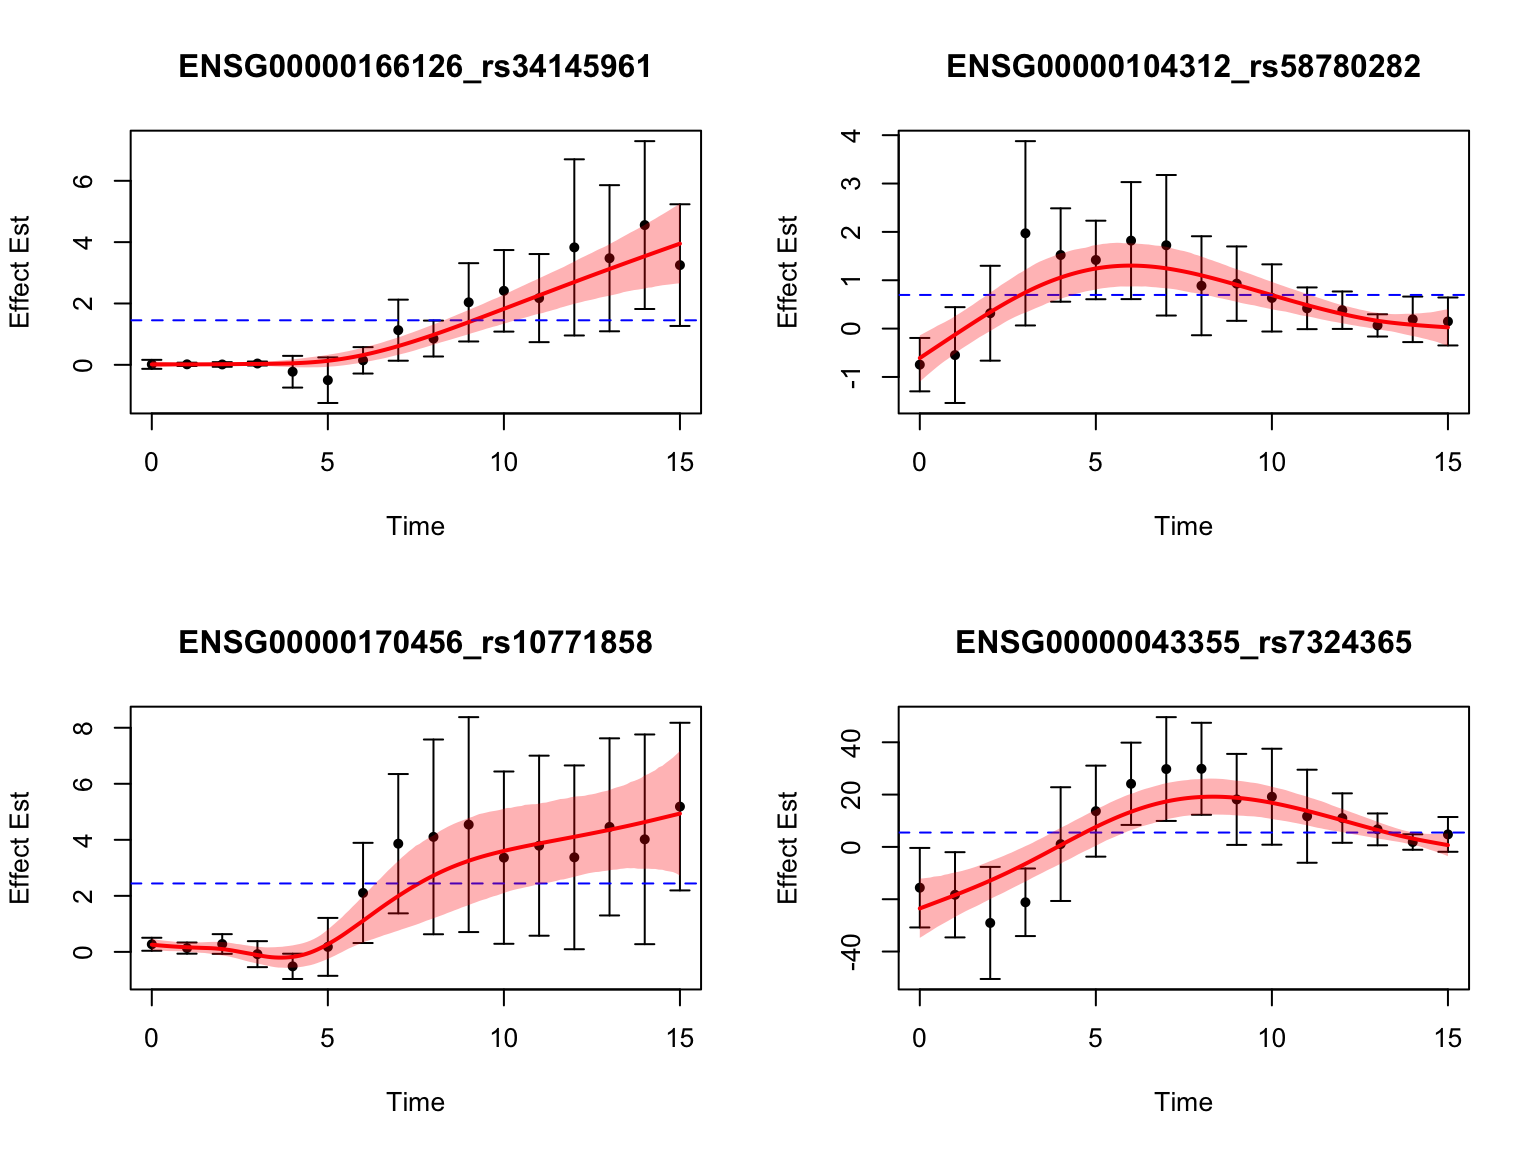 ENSG00000166126_rs34145961
Effect Est
6
4
2
0
0 5 10 15
Time
ENSG00000104312_rs58780282
Effect Est
4
3
2
1
0
-1
0 5 10 15
Time
ENSG00000170456_rs10771858
Effect Est
8
6
4
2
0
0 5 10 15
Time
ENSG00000043355_rs7324365
Effect Est
40
20
0
-40
0 5 10 15
Time